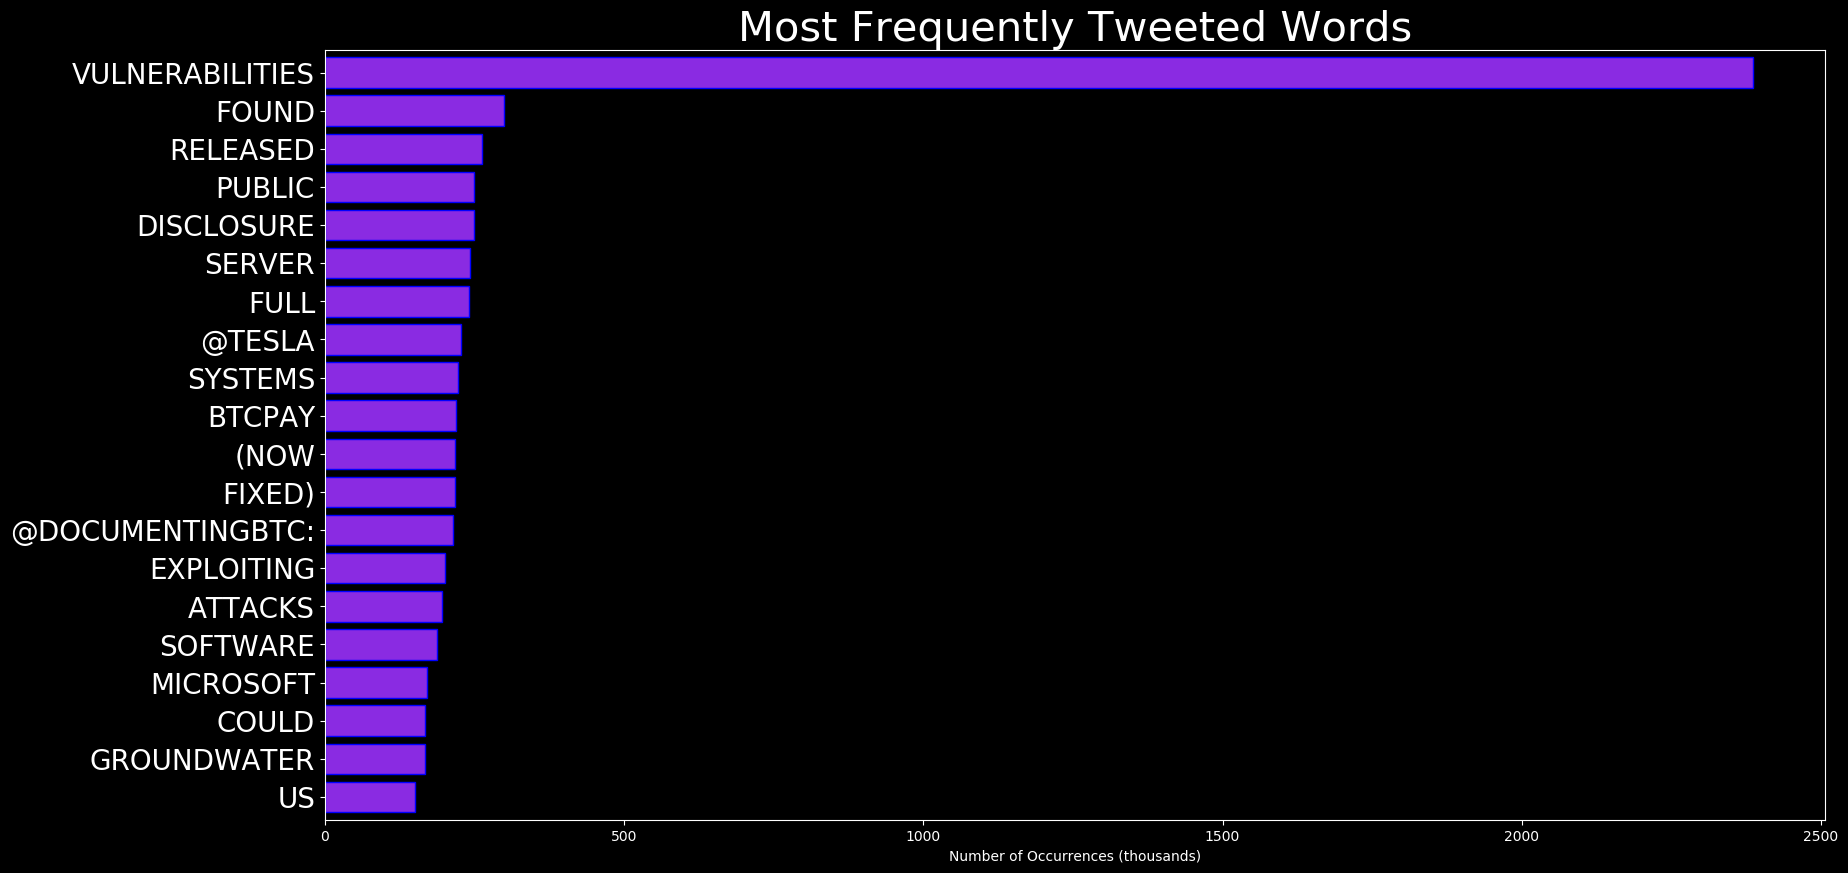 Most Frequently Tweeted Words
VULNERABILITIES
FOUND
RELEASED
PUBLIC
DISCLOSURE
SERVER
FULL
@TESLA
SYSTEMS
BTCPAY
(NOW
FIXED)
@DOCUMENTINGBTC:
EXPLOITING
ATTACKS
SOFTWARE
MICROSOFT
COULD
GROUNDWATER
US
0 500 1000 1500 2000 2500
Number of Occurrences (thousands)